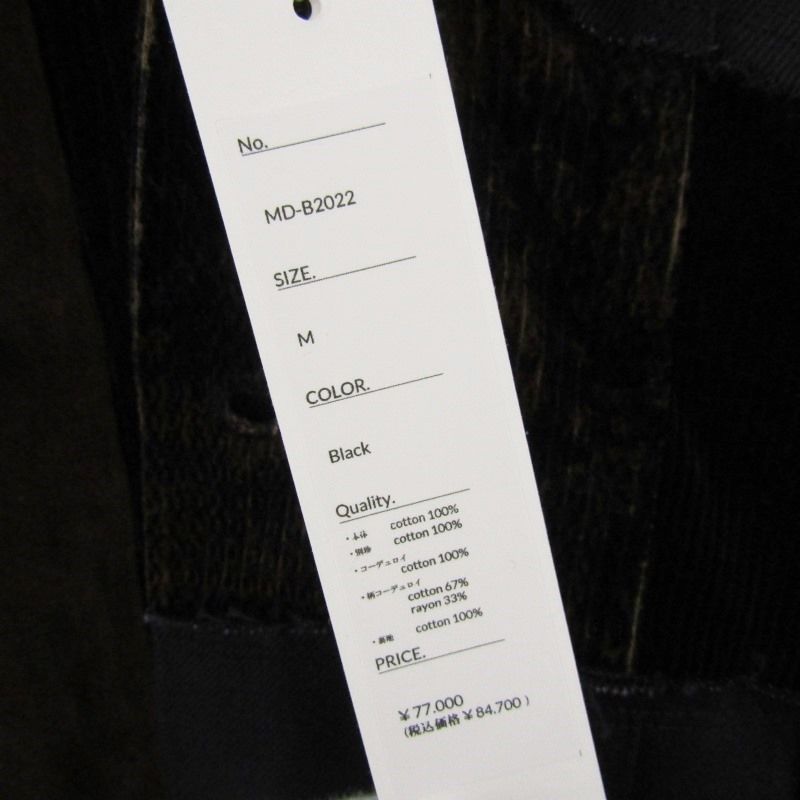 No.
MD-B2022
SIZE.
M
COLOR.
Black
Quality.
・本体 cotton 100%
・別珍 cotton 100%
・コーデュロイ cotton 100%
・柄コーデュロイ cotton 67%
rayon 33%
・裏地 cotton 100%
PRICE.
￥77,000
(税込価格￥84,700 )